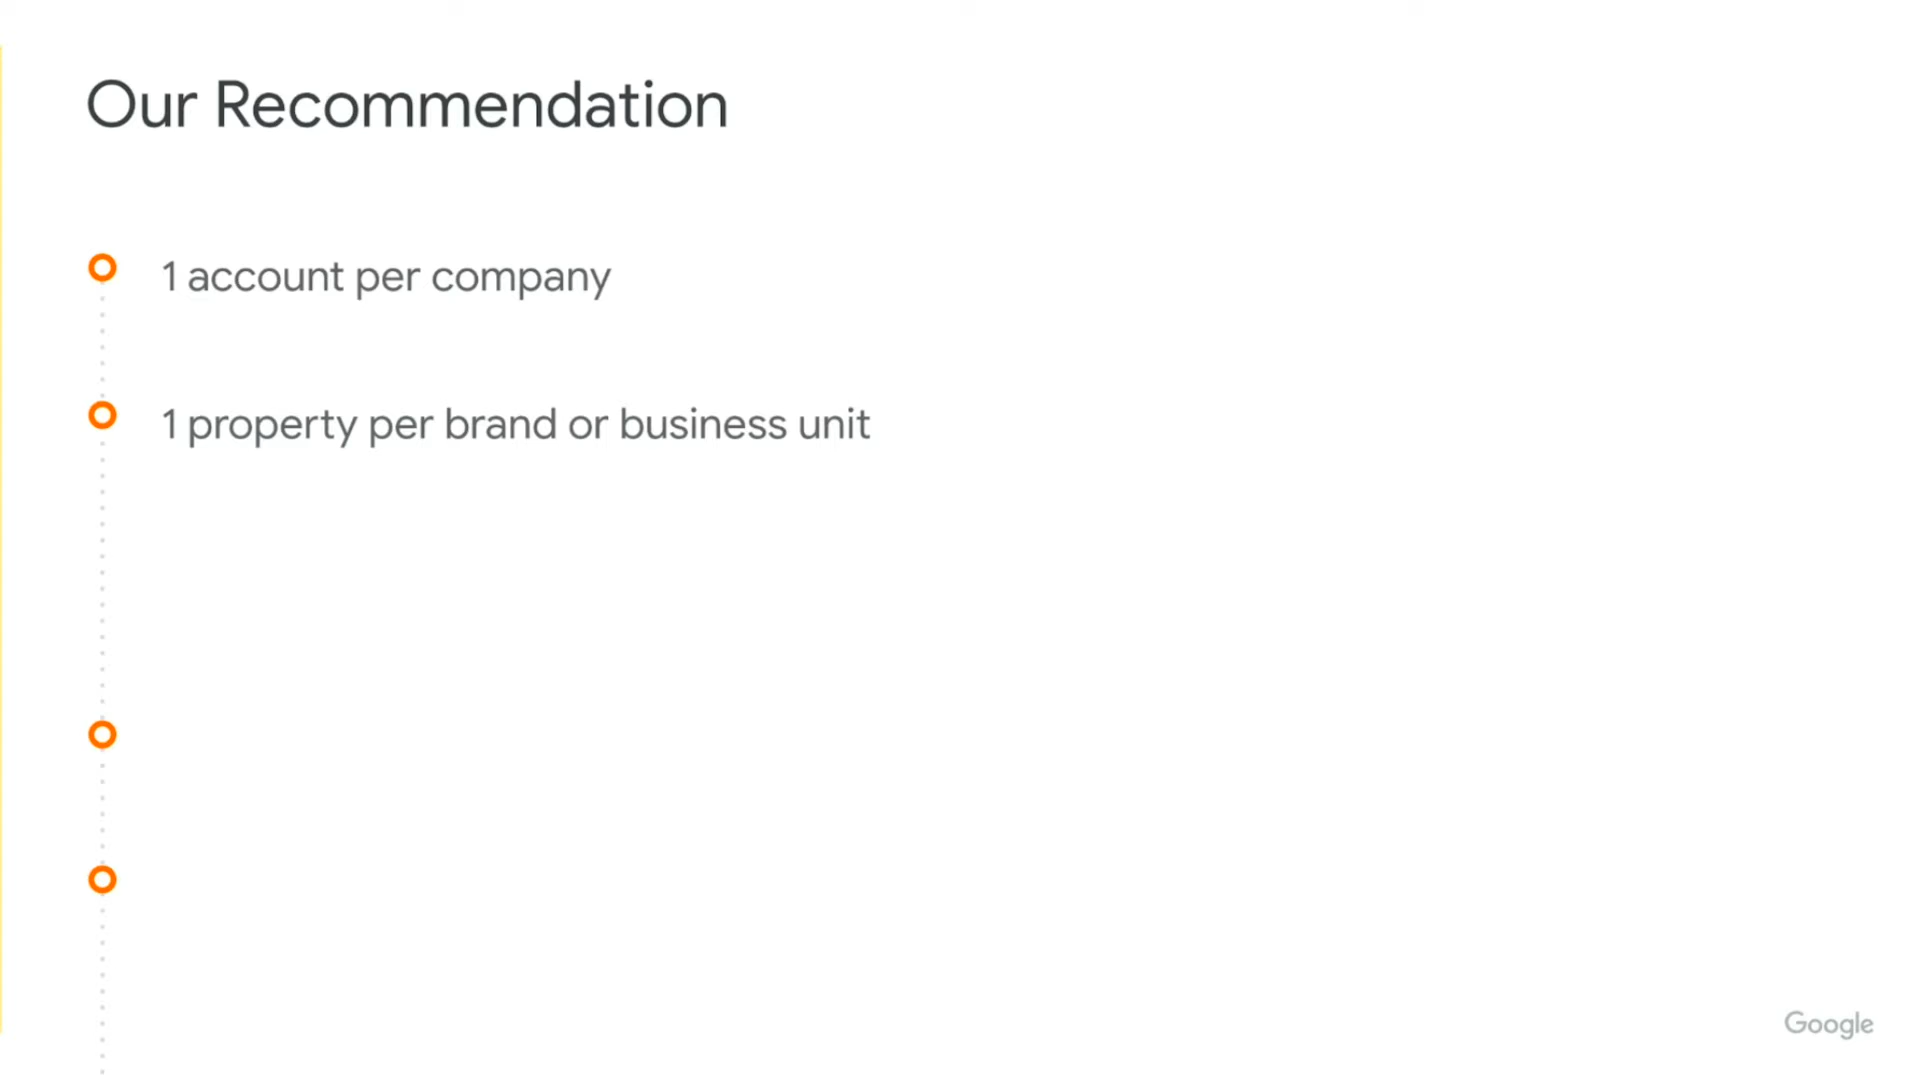 Our Recommendation
1 account per company
1 property per brand or business unit
Google